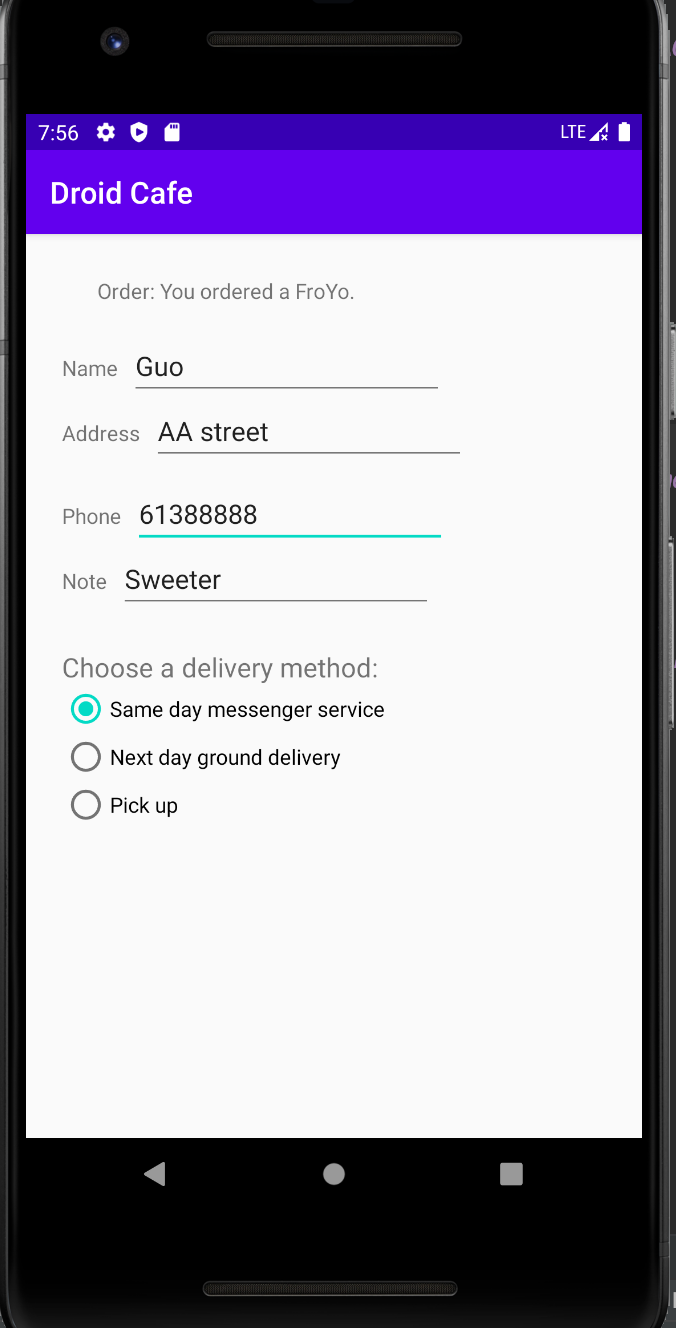 7:56 LTE
Droid Cafe
Order: You ordered a FroYo.
Name Guo
Address AA street
Phone 61388888
Note Sweeter
Choose a delivery method:
Same day messenger service
Next day ground delivery
Pick up